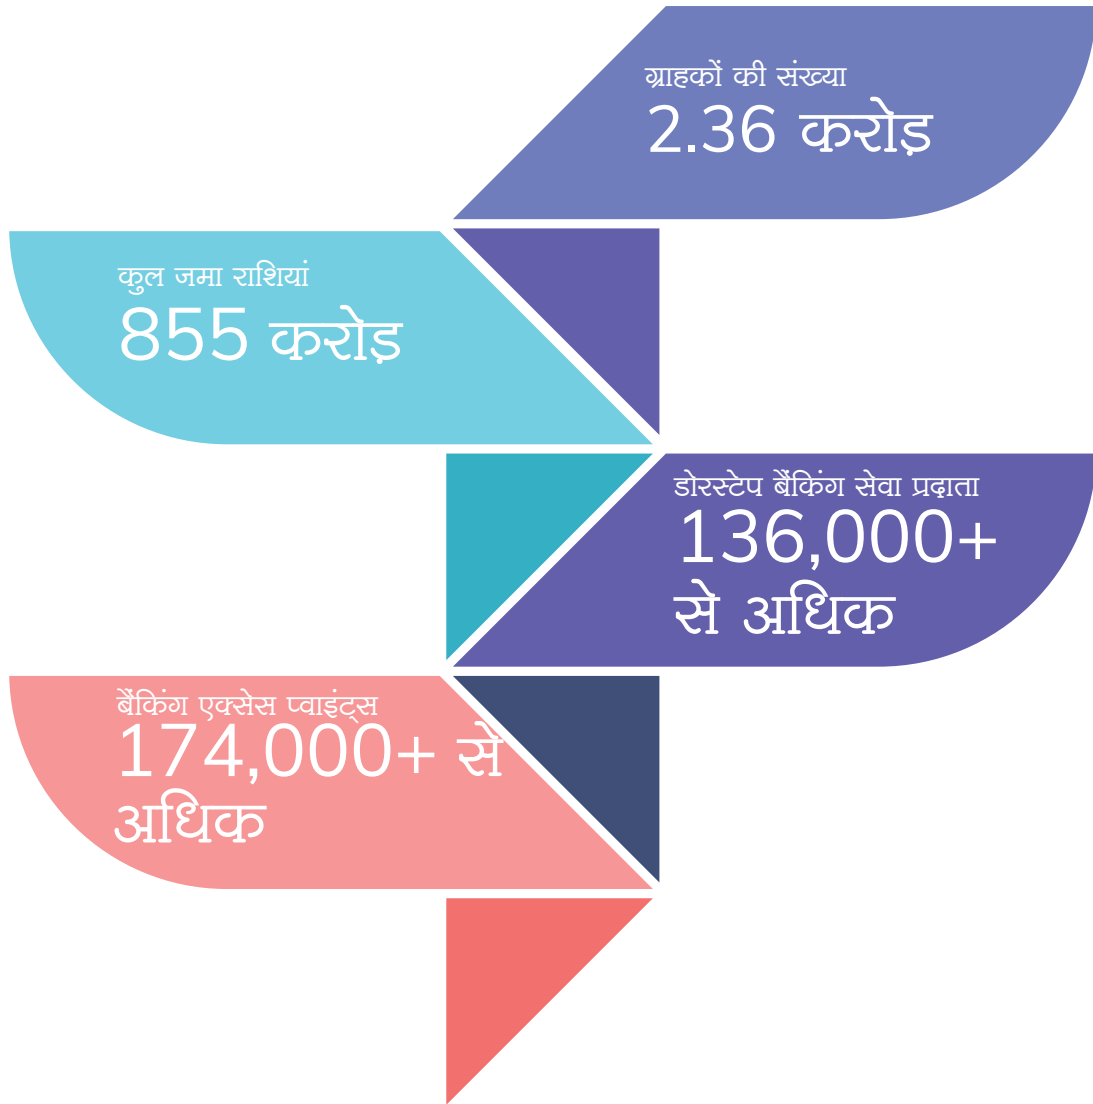 ग्राहकों की संख्या
2.36 करोड़
कुल जमा राशियां
855 करोड़
डोरस्टेप बैंकिंग सेवा प्रदाता
136,000+
से अधिक
बैंकिंग एक्सेस प्वाइंट्स
174,000+ से
अधिक